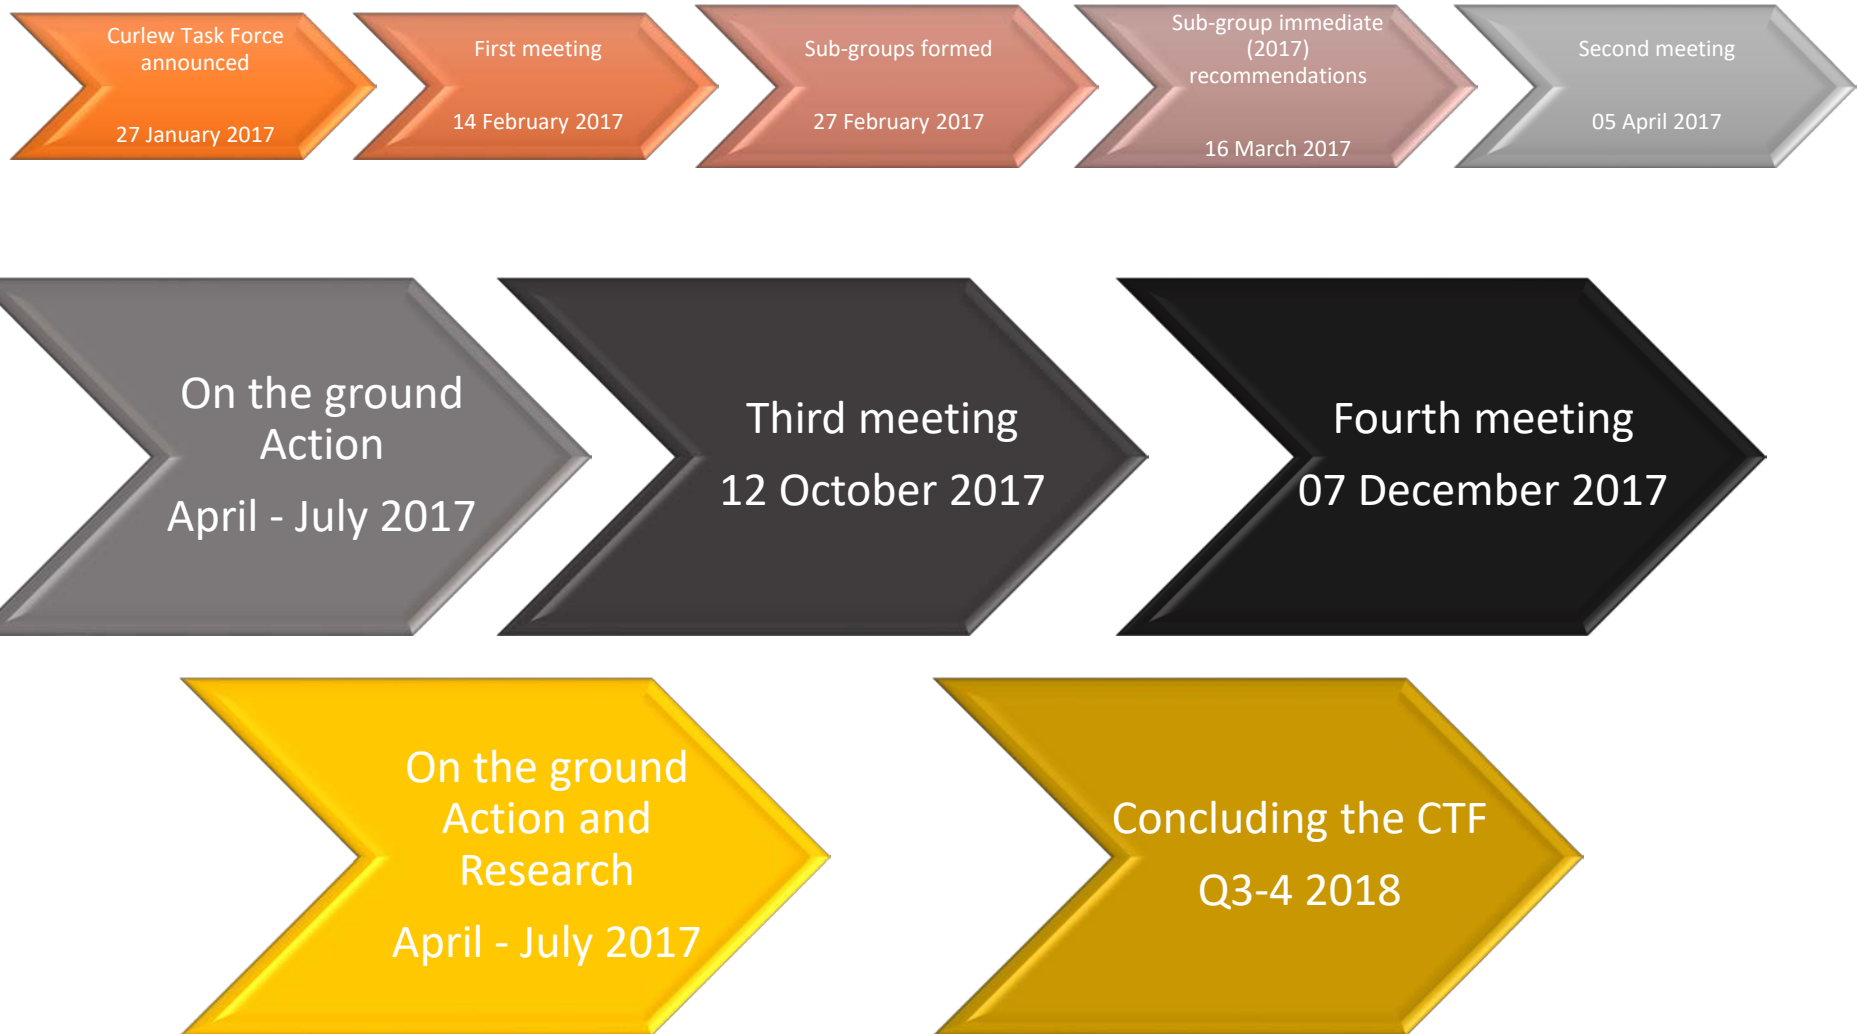 Curlew Task Force
announced
27 January 2017
First meeting
14 February 2017
Sub-groups formed
27 February 2017
Sub-group immediate
(2017)
recommendations
16 March 2017
Second meeting
05 April 2017
On the ground
Action
April - July 2017
Third meeting
12 October 2017
Fourth meeting
07 December 2017
On the ground
Action and
Research
April - July 2017
Concluding the CTF
Q3-4 2018